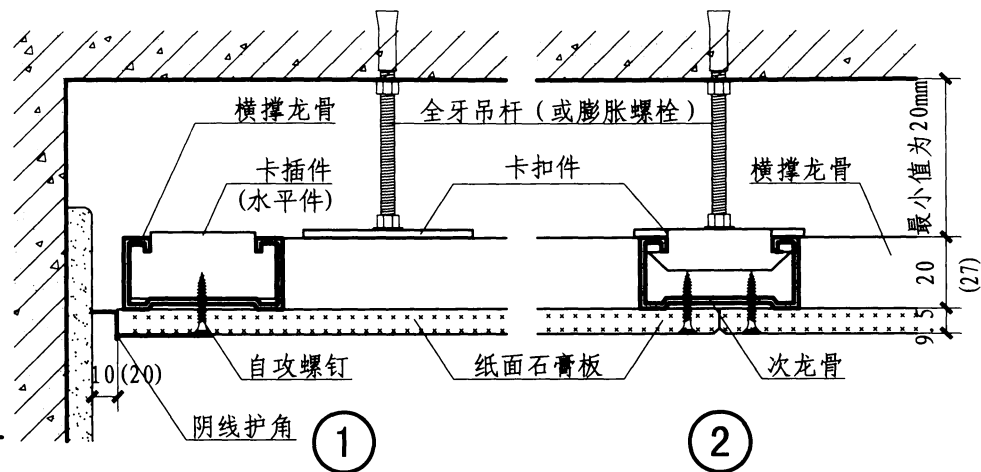 横撑龙骨
全牙吊杆（或膨胀螺栓）
卡插件
(水平件)
卡扣件
横撑龙骨
最小值为20mm
20
(27)
9.5
10(20)
自攻螺钉
纸面石膏板
次龙骨
阴线护角
1
2